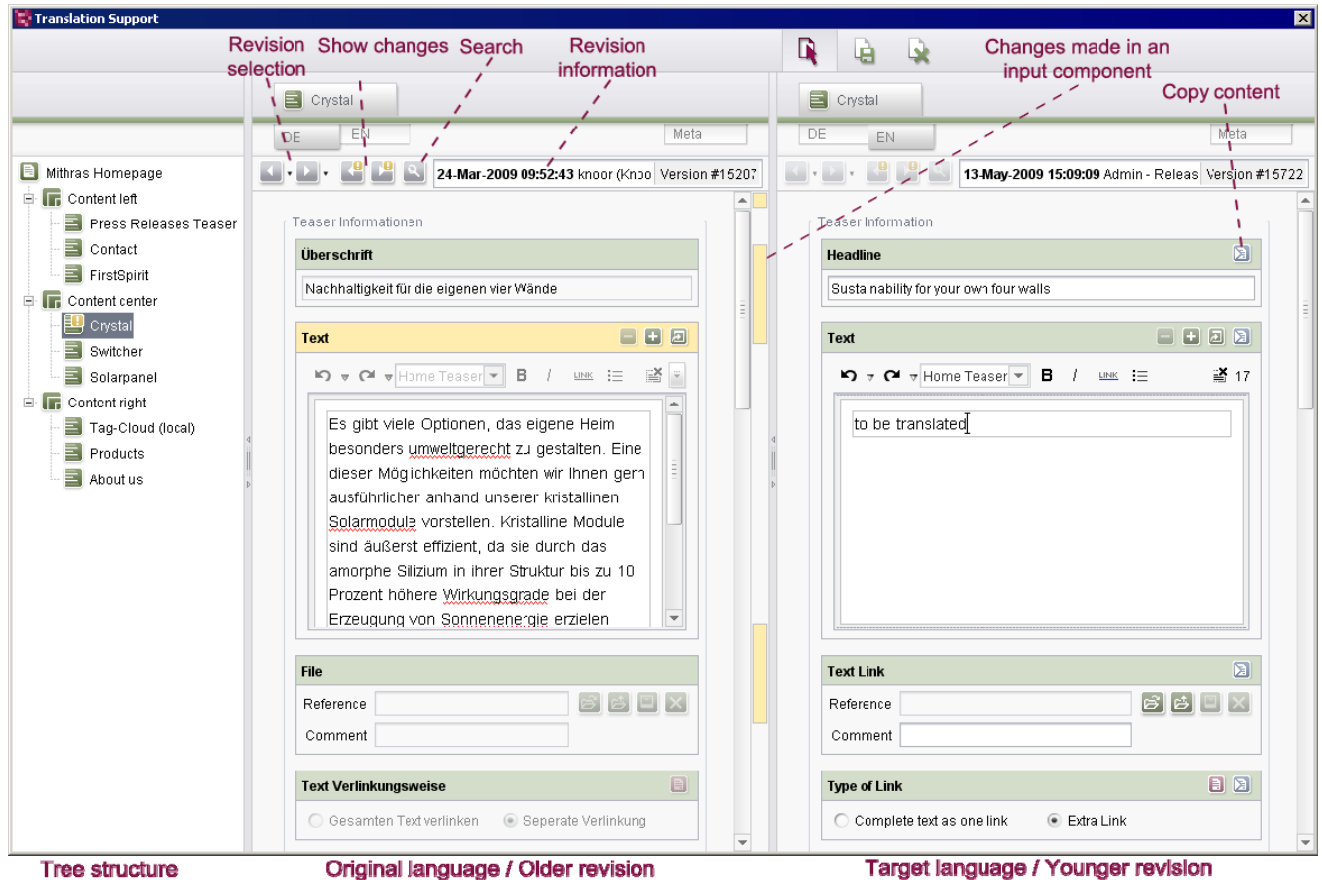 Translation Support
Revision selection
Show changes
Search
Revision information
Changes made in an input component
Copy content
Crystal
Crystal
DE
EN
Meta
DE
EN
Meta
24-Mar-2009 09:52:43 knoor (Knoo
Version #15207
13-May-2009 15:09:09 Admin - Releas
Version #15722
Mithras Homepage
Content left
Press Releases Teaser
Contact
FirstSpirit
Content center
Crystal
Switcher
Solarpanel
Content right
Tag-Cloud (local)
Products
About us
Teaser Informationen
Überschrift
Nachhaltigkeit für die eigenen vier Wände
Text
Home Teaser
B
I
LINK
Es gibt viele Optionen, das eigene Heim
besonders umweltgerecht zu gestalten. Eine
dieser Möglichkeiten möchten wir Ihnen gern
ausführlicher anhand unserer kristallinen
Solarmodule vorstellen. Kristalline Module
sind äußerst effizient, da sie durch das
amorphe Silizium in ihrer Struktur bis zu 10
Prozent höhere Wirkungsgrade bei der
Erzeugung von Sonnenenergie erzielen
File
Reference
Comment
Text Verlinkungsweise
Gesamten Text verlinken
Seperate Verlinkung
Teaser Information
Headline
Sustainability for your own four walls
Text
Home Teaser
B
I
LINK
17
to be translated
Text Link
Reference
Comment
Type of Link
Complete text as one link
Extra Link
Tree structure
Original language / Older revision
Target language / Younger revision